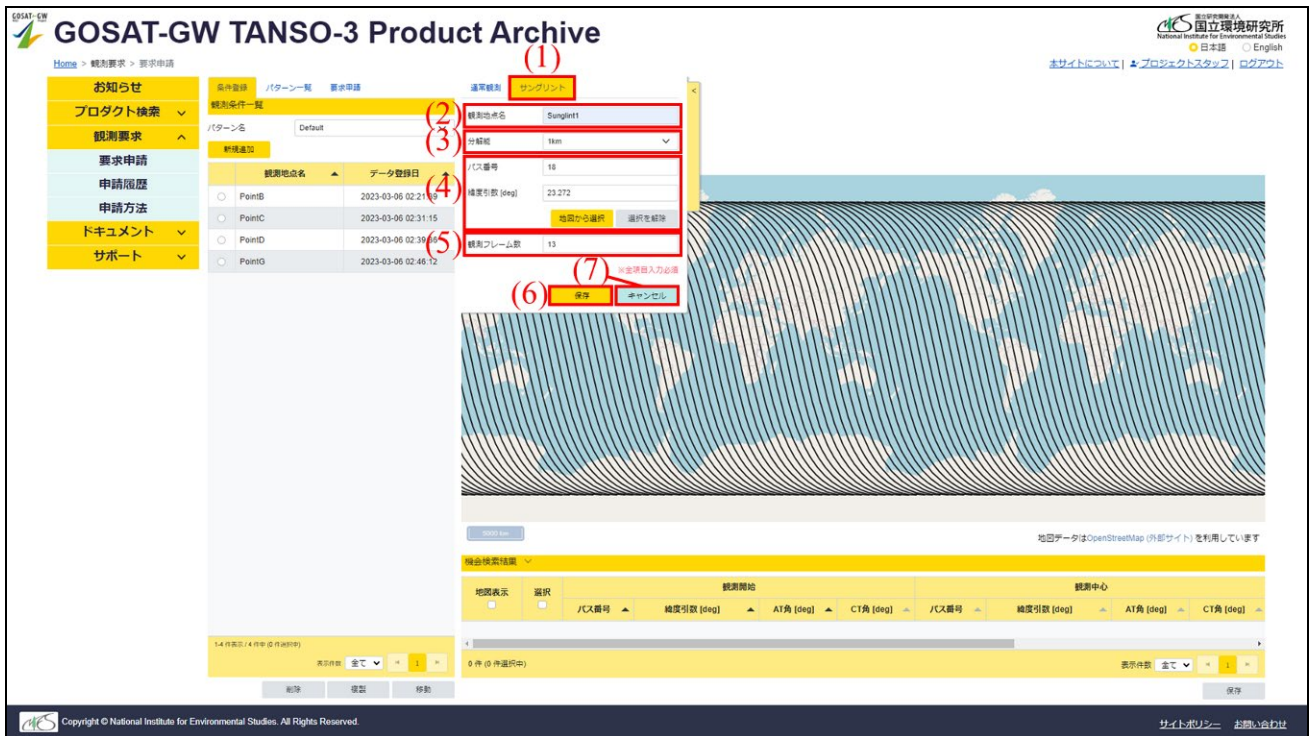 GOSAT-GW
GOSAT-GW TANSO-3 Product Archive
国立研究開発法人
国立環境研究所
National Institute for Environmental Studies
日本語 English
Home > 観測要求 > 要求申請
本サイトについて | プロジェクトスタッフ | ログアウト
お知らせ
プロダクト検索
観測要求
要求申請
申請履歴
申請方法
ドキュメント
サポート
条件登録 パターン一覧 要求申請
観測条件一覧
パターン名 Default
新規追加
観測地点名 ▲ データ登録日 ▲
PointB 2023-03-06 02:21:39
PointC 2023-03-06 02:31:15
PointD 2023-03-06 02:39:36
PointG 2023-03-06 02:46:12
1-4 件表示 / 4 件中 (0 件選択中)
表示件数 全て « 1 »
削除 複製 移動
(1)
通常観測 サングリント
<
(2)
観測地点名 Sunglint1
(3)
分解能 1km
(4)
パス番号 18
緯度引数 [deg] 23.272
地図から選択 選択を解除
(5)
観測フレーム数 13
※全項目入力必須
(6) (7)
保存 キャンセル
5000 km
地図データはOpenStreetMap (外部サイト) を利用しています
機会検索結果
地図表示 選択 観測開始 観測中心
パス番号 ▲ 緯度引数 [deg] ▲ AT角 [deg] ▲ CT角 [deg] ▲ パス番号 ▲ 緯度引数 [deg] ▲ AT角 [deg] ▲ CT角 [deg] ▲
0 件 (0 件選択中)
表示件数 全て « 1 »
保存
NIES Copyright © National Institute for Environmental Studies. All Rights Reserved.
サイトポリシー お問い合わせ